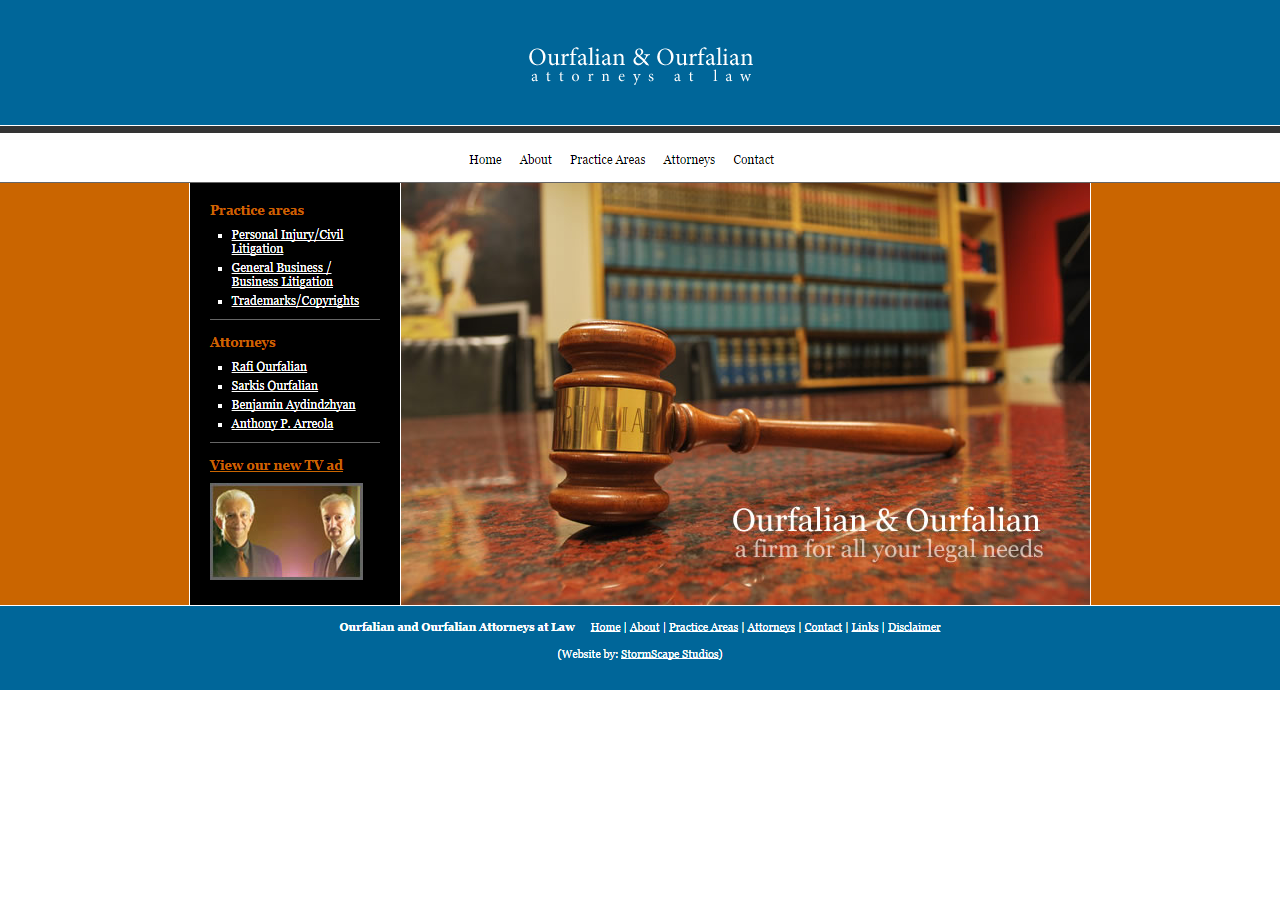 Ourfalian & Ourfalian
attorneys at law
Home About Practice Areas Attorneys Contact
Practice areas
Personal Injury/Civil
Litigation
General Business /
Business Litigation
Trademarks/Copyrights
Attorneys
Rafi Ourfalian
Sarkis Ourfalian
Benjamin Aydindzhyan
Anthony P. Arreola
View our new TV ad
Ourfalian & Ourfalian
a firm for all your legal needs
Ourfalian and Ourfalian Attorneys at Law Home | About | Practice Areas | Attorneys | Contact | Links | Disclaimer
(Website by: StormScape Studios)